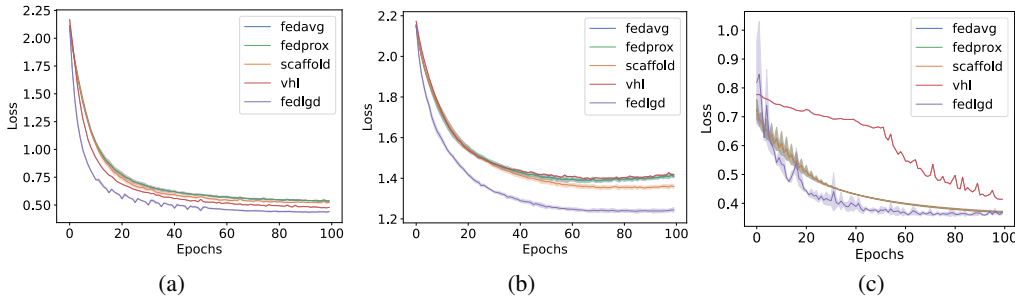 2.25
2.00
1.75
1.50
1.25
1.00
0.75
0.50
Loss
0 20 40 60 80 100
Epochs
fedavg
fedprox
scaffold
vhl
fedlgd
(a)
2.2
2.0
1.8
1.6
1.4
1.2
Loss
0 20 40 60 80 100
Epochs
fedavg
fedprox
scaffold
vhl
fedlgd
(b)
1.0
0.9
0.8
0.7
0.6
0.5
0.4
Loss
0 20 40 60 80 100
Epochs
fedavg
fedprox
scaffold
vhl
fedlgd
(c)